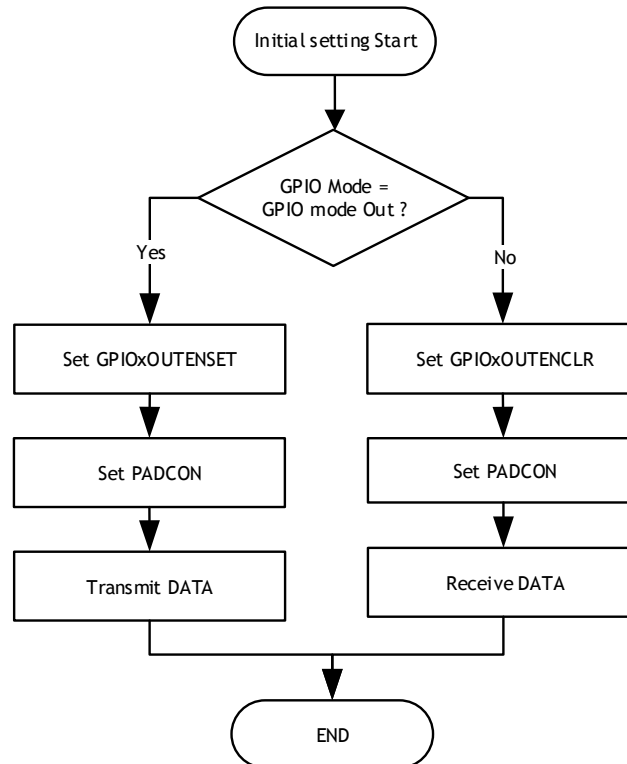 Initial setting Start
GPIO Mode =
GPIO mode Out ?
Yes
No
Set GPIOxOUTENSET
Set GPIOxOUTENCLR
Set PADCON
Set PADCON
Transmit DATA
Receive DATA
END